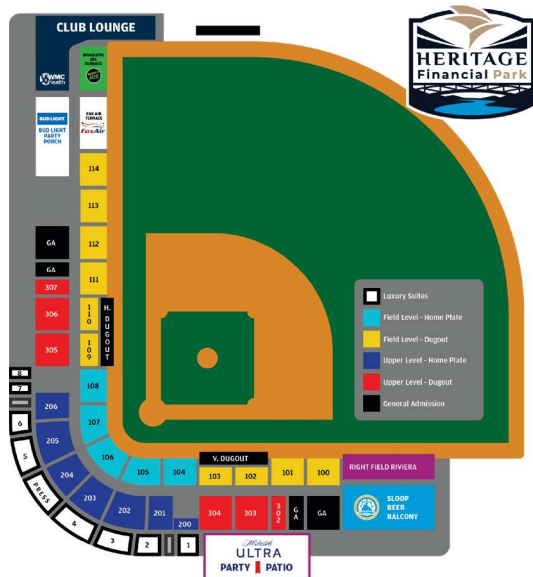 CLUB LOUNGE
WMC
Health
MOSQUITO
JOE
TERRACE
HERITAGE
Financial Park
BUD LIGHT
BUD LIGHT
PARTY
PORCH
FOX AIR
TERRACE
FoxAir
114
113
GA
112
GA
111
307
306
110
H. DUGOUT
305
109
8
7
108
206
6
107
205
5
106
204
PRESS
203
105
104
4
202
3
201
2
200
1
V. DUGOUT
103
102
101
100
304
303
302
GA
GA
RIGHT FIELD RIVIERA
SLOOP
BEER
BALCONY
Michelob
ULTRA
PARTY PATIO
Luxury Suites
Field Level - Home Plate
Field Level - Dugout
Upper Level - Home Plate
Upper Level - Dugout
General Admission